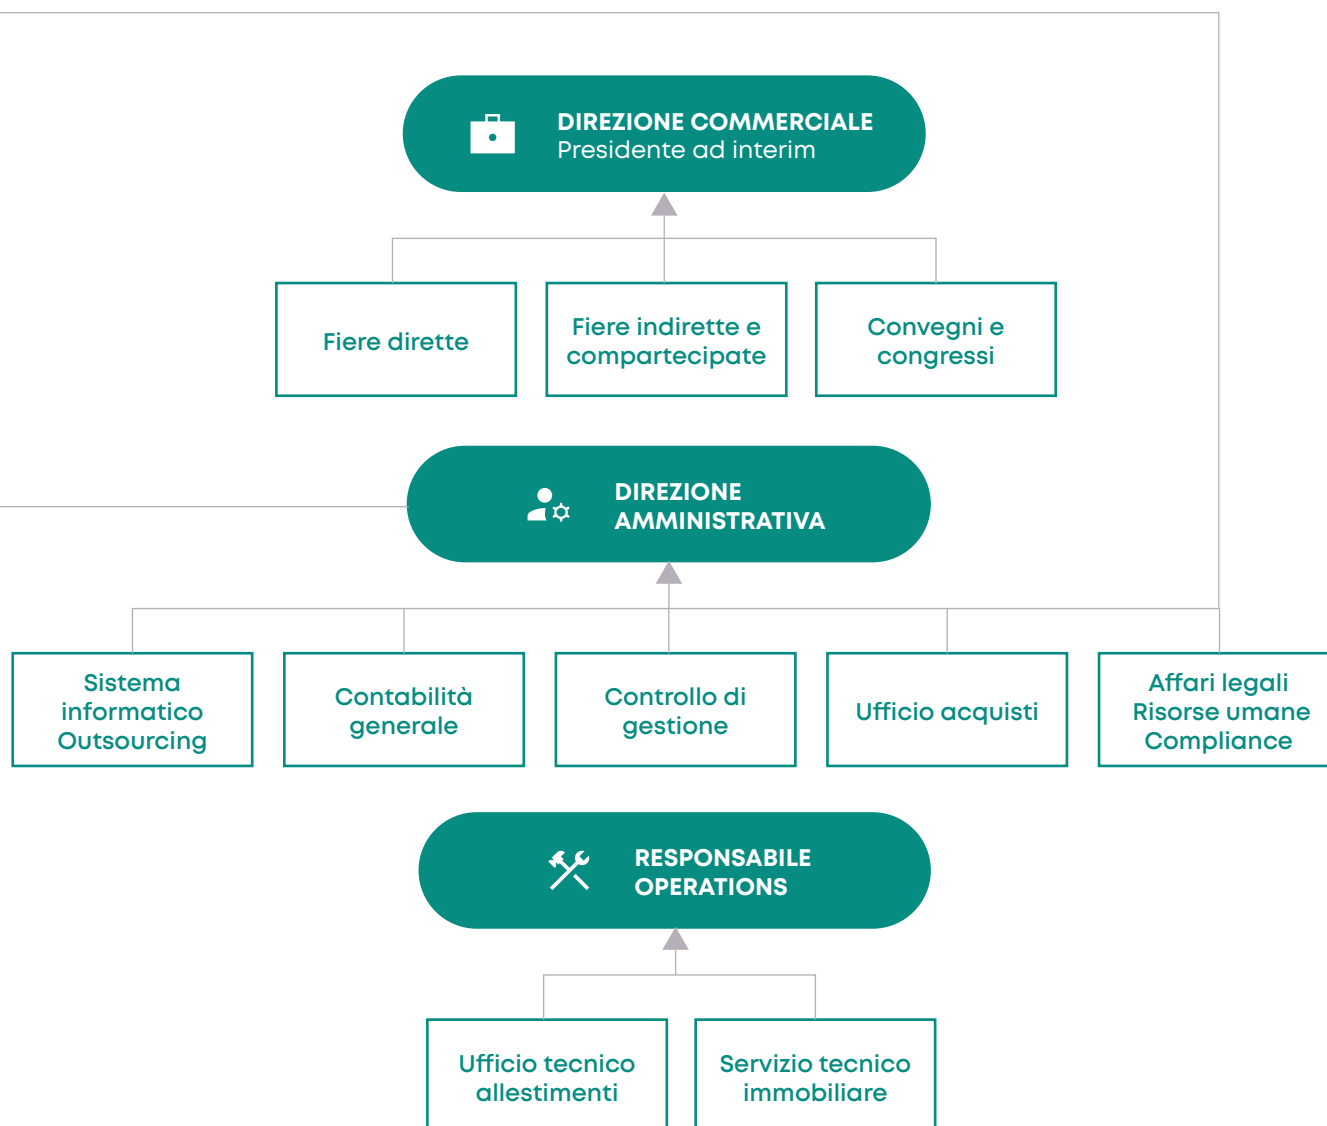 DIREZIONE COMMERCIALE
Presidente ad interim
Fiere dirette
Fiere indirette e
compartecipate
Convegni e
congressi
DIREZIONE
AMMINISTRATIVA
Sistema
informatico
Outsourcing
Contabilità
generale
Controllo di
gestione
Ufficio acquisti
Affari legali
Risorse umane
Compliance
RESPONSABILE
OPERATIONS
Ufficio tecnico
allestimenti
Servizio tecnico
immobiliare